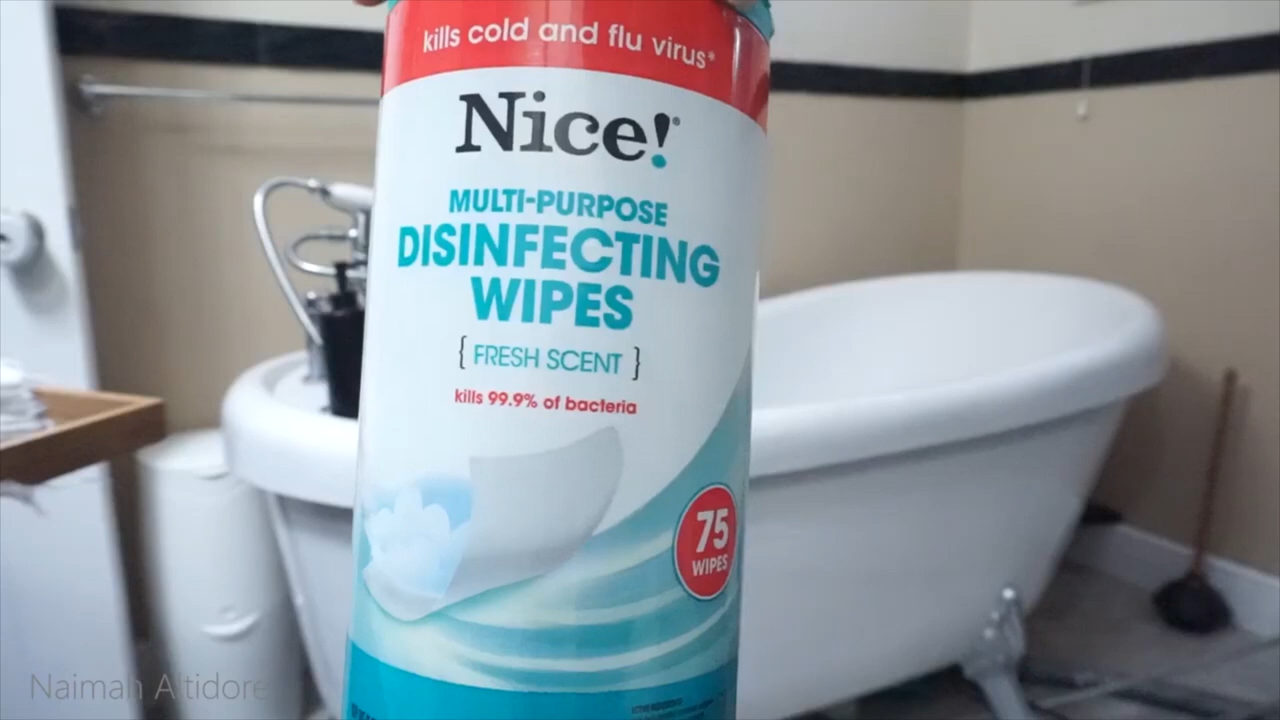 kills cold and flu virus*
Nice!®
MULTI-PURPOSE
DISINFECTING
WIPES
{ FRESH SCENT }
kills 99.9% of bacteria
75
WIPES
Naimah Altidore